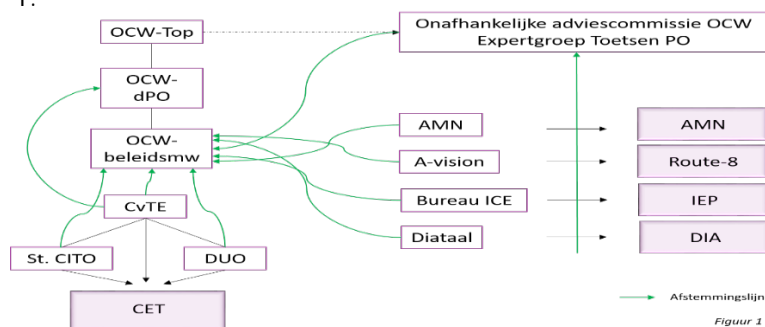 1.
OCW-Top
Onafhankelijke adviescommissie OCW
Expertgroep Toetsen PO
OCW-
dPO
OCW-
beleidsmw
AMN
AMN
A-vision
Route-8
CvTE
Bureau ICE
IEP
St. CITO
DUO
Diataal
DIA
CET
Afstemmingslijn
Figuur 1